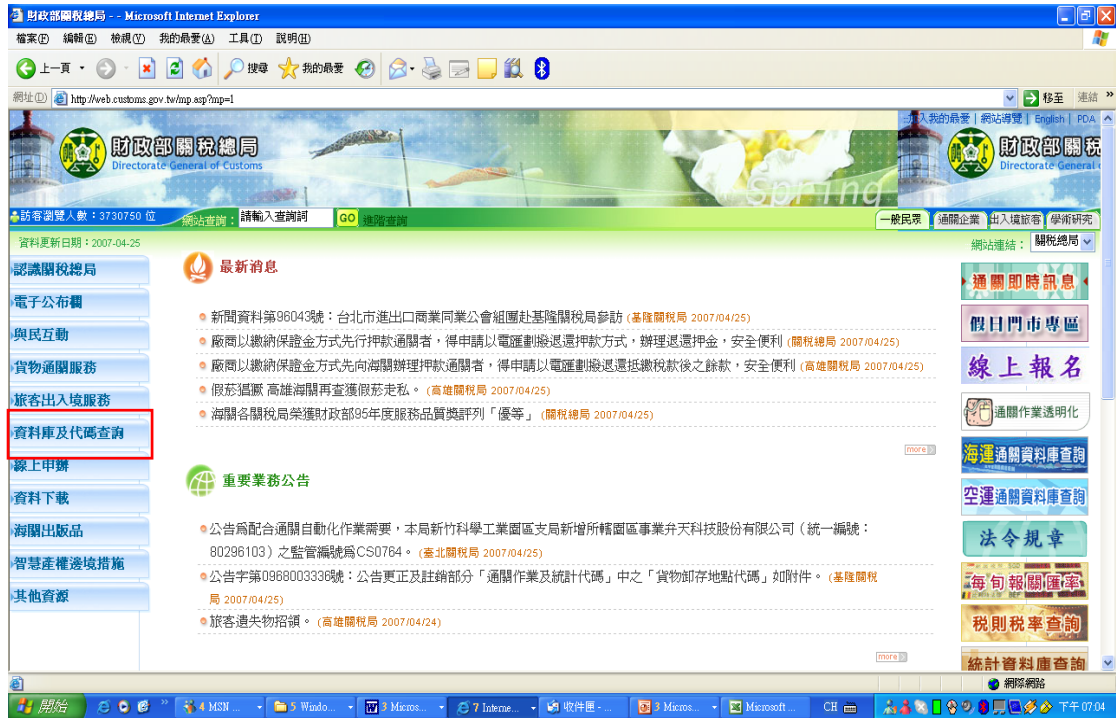 財政部關稅總局 - - Microsoft Internet Explorer
檔案(F) 編輯(E) 檢視(V) 我的最愛(A) 工具(T) 說明(H)
上一頁 搜尋 我的最愛
網址(D) http://web.customs.gov.tw/mp.asp?mp=1 移至 連結 »
加入我的最愛 | 網站導覽 | English | PDA
財政部關稅總局
Directorate General of Customs
Spring
財政部關稅
Directorate General
訪客瀏覽人數：3730750 位 網站查詢： 請輸入查詢詞 GO 進階查詢
一般民眾 通關企業 出入境旅客 學術研究
資料更新日期：2007-04-25
網站連結： 關稅總局
認識關稅總局
電子公布欄
與民互動
貨物通關服務
旅客出入境服務
資料庫及代碼查詢
線上申辦
資料下載
海關出版品
智慧產權邊境措施
其他資源
最新消息
新聞資料第96043號：台北市進出口商業同業公會組團赴基隆關稅局參訪 (基隆關稅局 2007/04/25)
廠商以繳納保證金方式先行押款通關者，得申請以電匯劃撥退還押款方式，辦理退還押金，安全便利 (關稅總局 2007/04/25)
廠商以繳納保證金方式先向海關辦理押款通關者，得申請以電匯劃撥退還抵繳稅款後之餘款，安全便利 (高雄關稅局 2007/04/25)
假菸猖厥 高雄海關再查獲假菸走私。 (高雄關稅局 2007/04/25)
海關各關稅局榮獲財政部95年度服務品質獎評列「優等」 (關稅總局 2007/04/25)
more
重要業務公告
公告為配合通關自動化作業需要，本局新竹科學工業園區支局新增所轄園區事業弁天科技股份有限公司（統一編號：
80296103）之監管編號為CS0764。 (臺北關稅局 2007/04/25)
公告字第0968003336號：公告更正及註銷部分「通關作業及統計代碼」中之「貨物卸存地點代碼」如附件。 (基隆關稅
局 2007/04/25)
旅客遺失物招領。 (高雄關稅局 2007/04/24)
more
通關即時訊息
假日門市專區
線上報名
通關作業透明化
海運通關資料庫查詢
空運通關資料庫查詢
法令規章
每旬報關匯率
稅則稅率查詢
統計資料庫查詢
網際網路
開始 » 4 MSN ... 5 Windo... 3 Micros... 7 Interne... 收件匣 - ... 3 Micros... Microsoft ... CH 下午 07:04